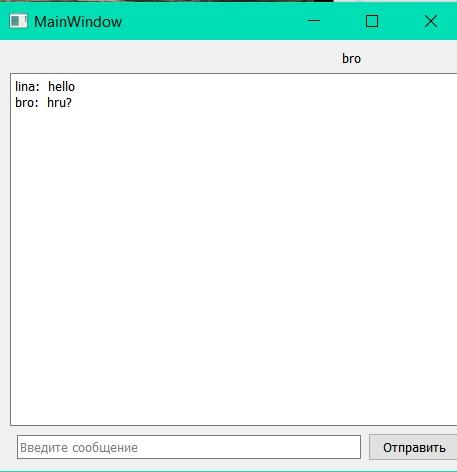 MainWindow
bro
lina: hello
bro: hru?
Введите сообщение
Отправить